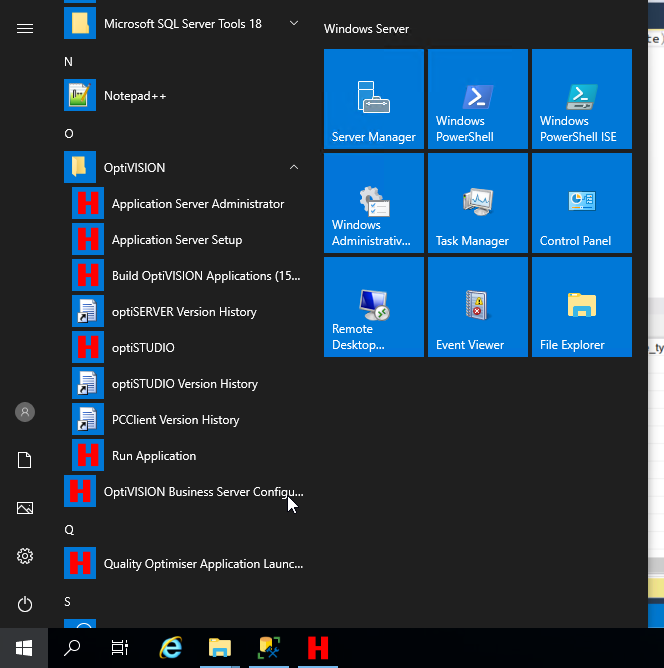 Microsoft SQL Server Tools 18
N
Notepad++
O
OptiVISION
Application Server Administrator
Application Server Setup
Build OptiVISION Applications (15...
optiSERVER Version History
optiSTUDIO
optiSTUDIO Version History
PCClient Version History
Run Application
OptiVISION Business Server Configu...
Q
Quality Optimiser Application Launc...
S
Windows Server
Server Manager
Windows
PowerShell
Windows
PowerShell ISE
Windows
Administrativ...
Task Manager
Control Panel
Remote
Desktop...
Event Viewer
File Explorer